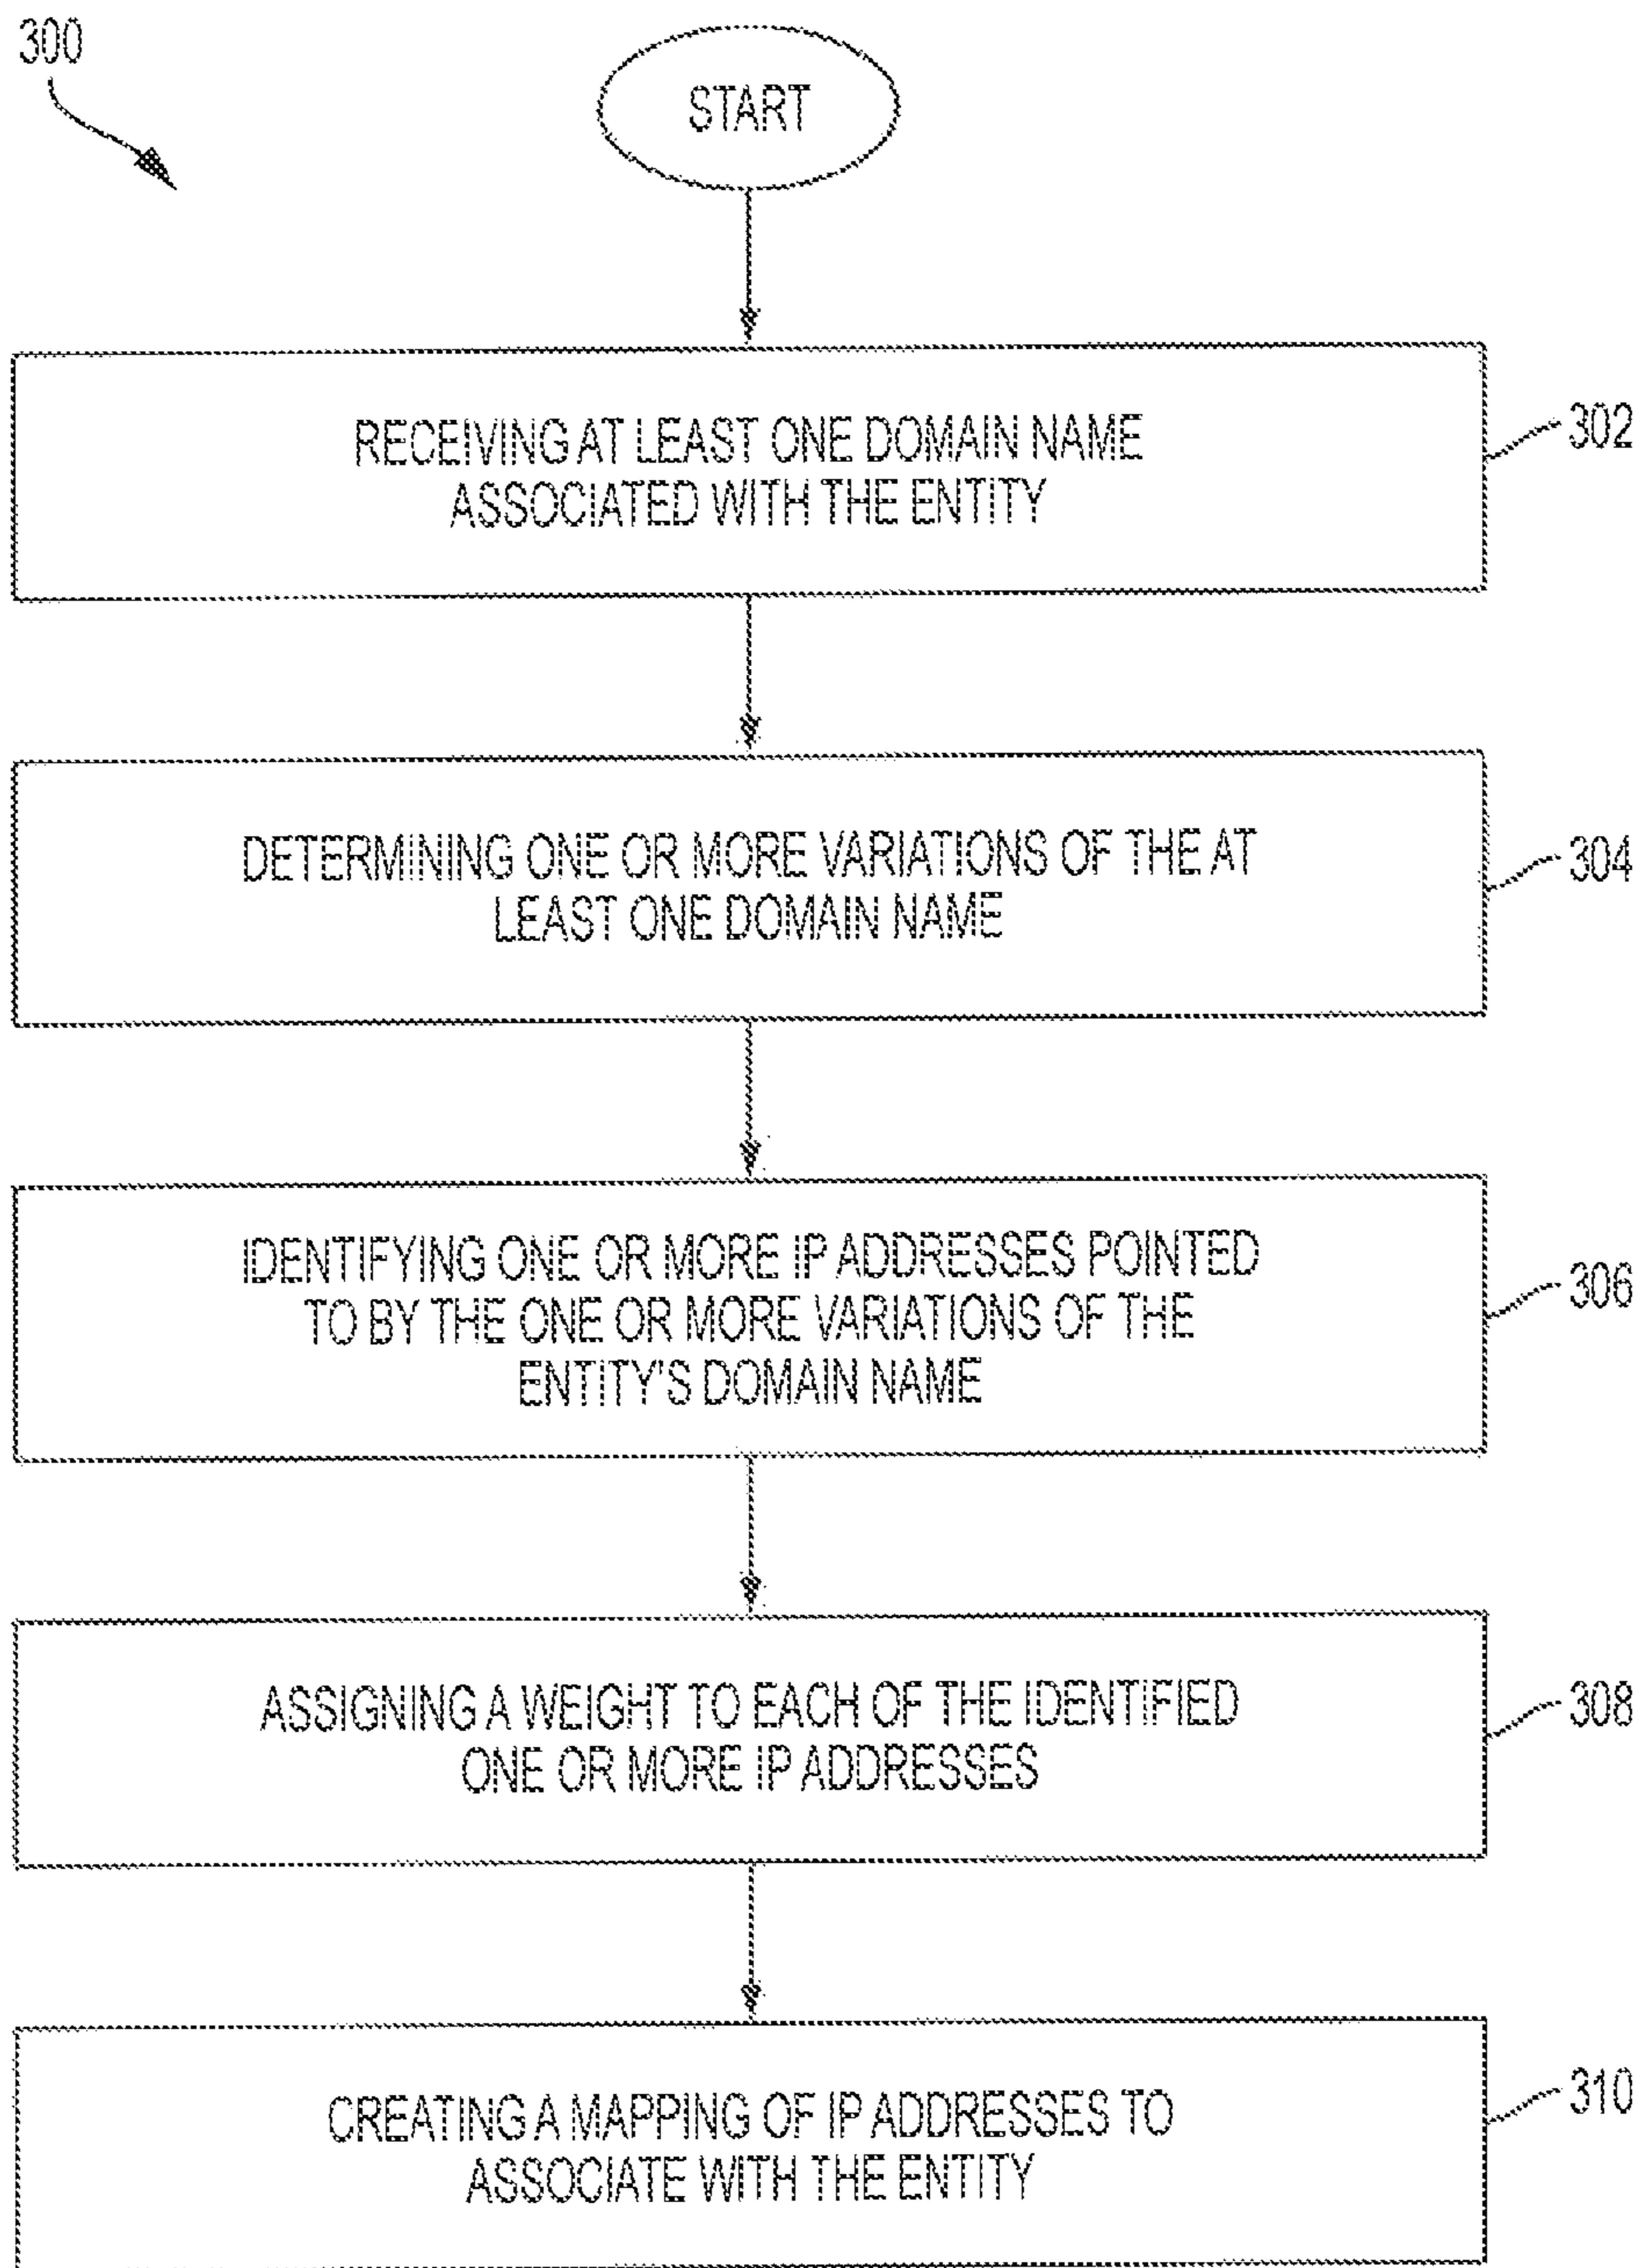 300
START
RECEIVING AT LEAST ONE DOMAIN NAME
ASSOCIATED WITH THE ENTITY
302
DETERMINING ONE OR MORE VARIATIONS OF THE AT
LEAST ONE DOMAIN NAME
304
IDENTIFYING ONE OR MORE IP ADDRESSES POINTED
TO BY THE ONE OR MORE VARIATIONS OF THE
ENTITY'S DOMAIN NAME
306
ASSIGNING A WEIGHT TO EACH OF THE IDENTIFIED
ONE OR MORE IP ADDRESSES
308
CREATING A MAPPING OF IP ADDRESSES TO
ASSOCIATE WITH THE ENTITY
310